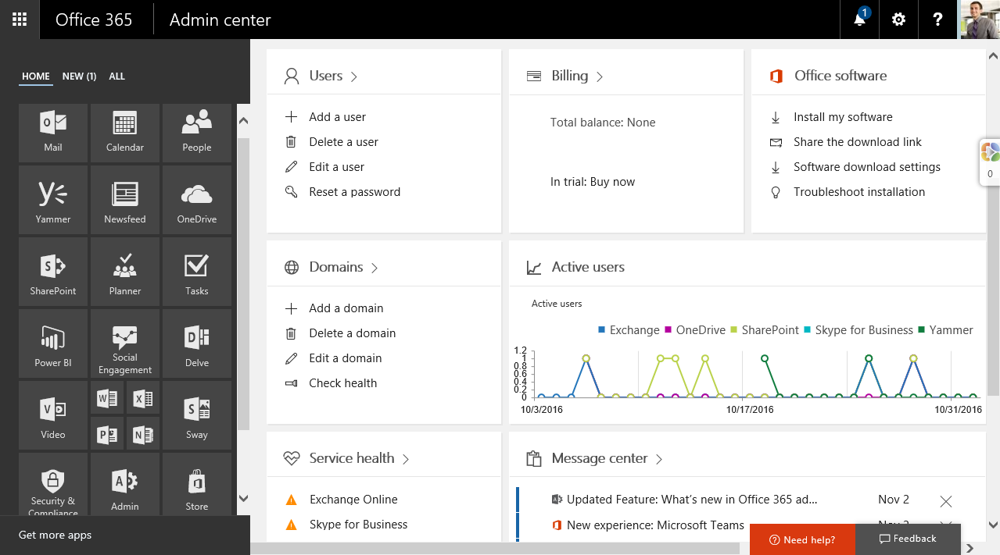 Office 365
Admin center
1
?
HOME NEW (1) ALL
Mail Calendar People
Yammer Newsfeed OneDrive
SharePoint Planner Tasks
Power BI Social Engagement Delve
Video Sway
Security & Compliance Admin Store
Get more apps
Users
Add a user
Delete a user
Edit a user
Reset a password
Billing
Total balance: None
In trial: Buy now
Office software
Install my software
Share the download link
Software download settings
Troubleshoot installation
0
Domains
Add a domain
Delete a domain
Edit a domain
Check health
Active users
Active users
Exchange OneDrive SharePoint Skype for Business Yammer
1.2
1
0.8
0.6
0.4
0.2
0
10/3/2016 10/17/2016 10/31/2016
Service health
Exchange Online
Skype for Business
Message center
Updated Feature: What's new in Office 365 ad... Nov 2
New experience: Microsoft Teams
Need help?
Feedback